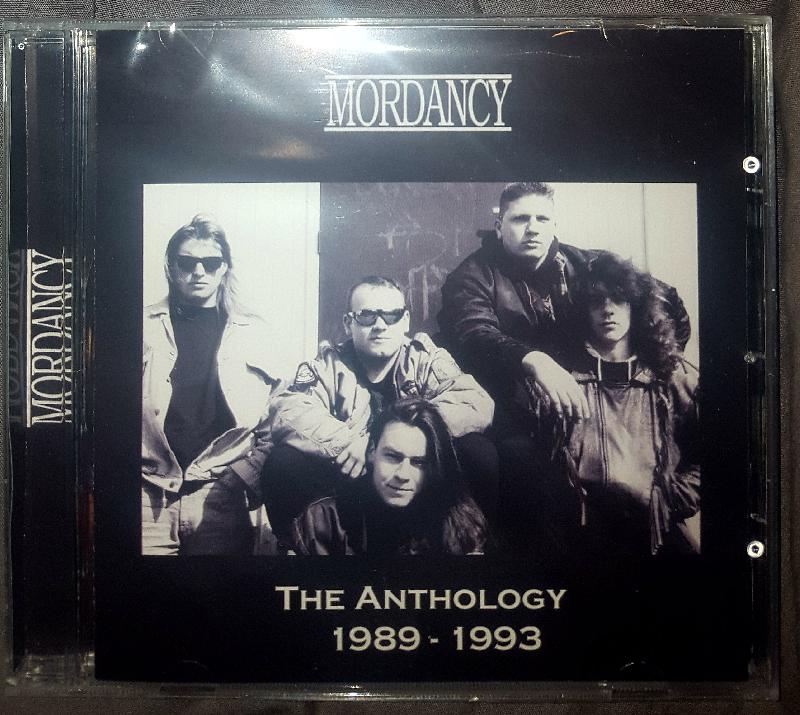 MORDANCY
MORDANCY
THE ANTHOLOGY
1989 - 1993